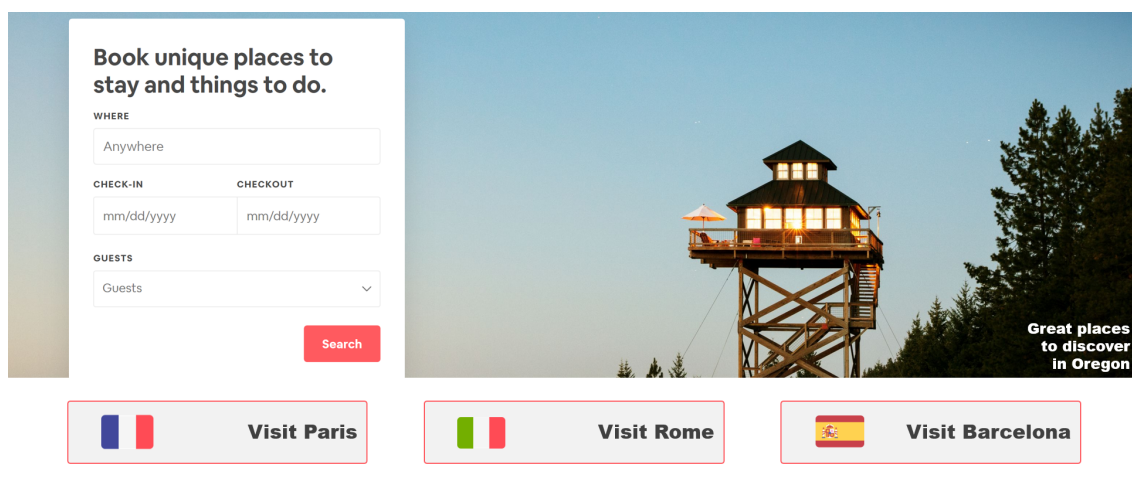 Book unique places to
stay and things to do.
WHERE
Anywhere
CHECK-IN CHECKOUT
mm/dd/yyyy mm/dd/yyyy
GUESTS
Guests
Search
Great places
to discover
in Oregon
Visit Paris
Visit Rome
Visit Barcelona